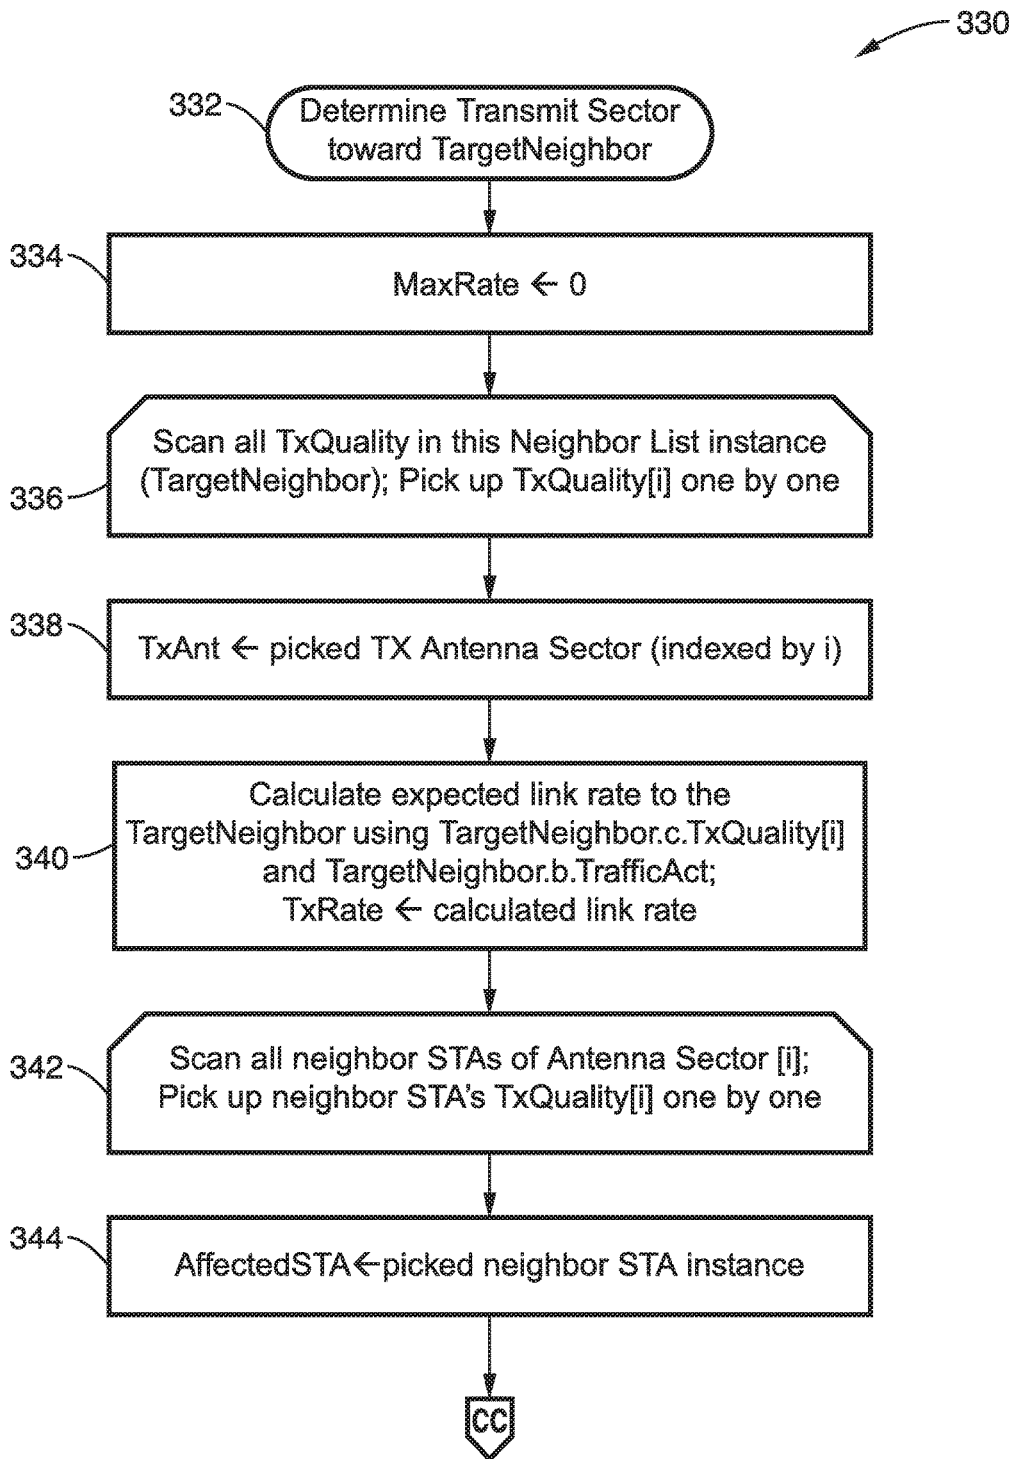 330
332
Determine Transmit Sector
toward TargetNeighbor
334
MaxRate ← 0
Scan all TxQuality in this Neighbor List instance
(TargetNeighbor); Pick up TxQuality[i] one by one
336
338
TxAnt ← picked TX Antenna Sector (indexed by i)
Calculate expected link rate to the
TargetNeighbor using TargetNeighbor.c.TxQuality[i]
340
and TargetNeighbor.b.TrafficAct;
TxRate ← calculated link rate
342
Scan all neighbor STAs of Antenna Sector [i];
Pick up neighbor STA's TxQuality[i] one by one
344
AffectedSTA←picked neighbor STA instance
CC